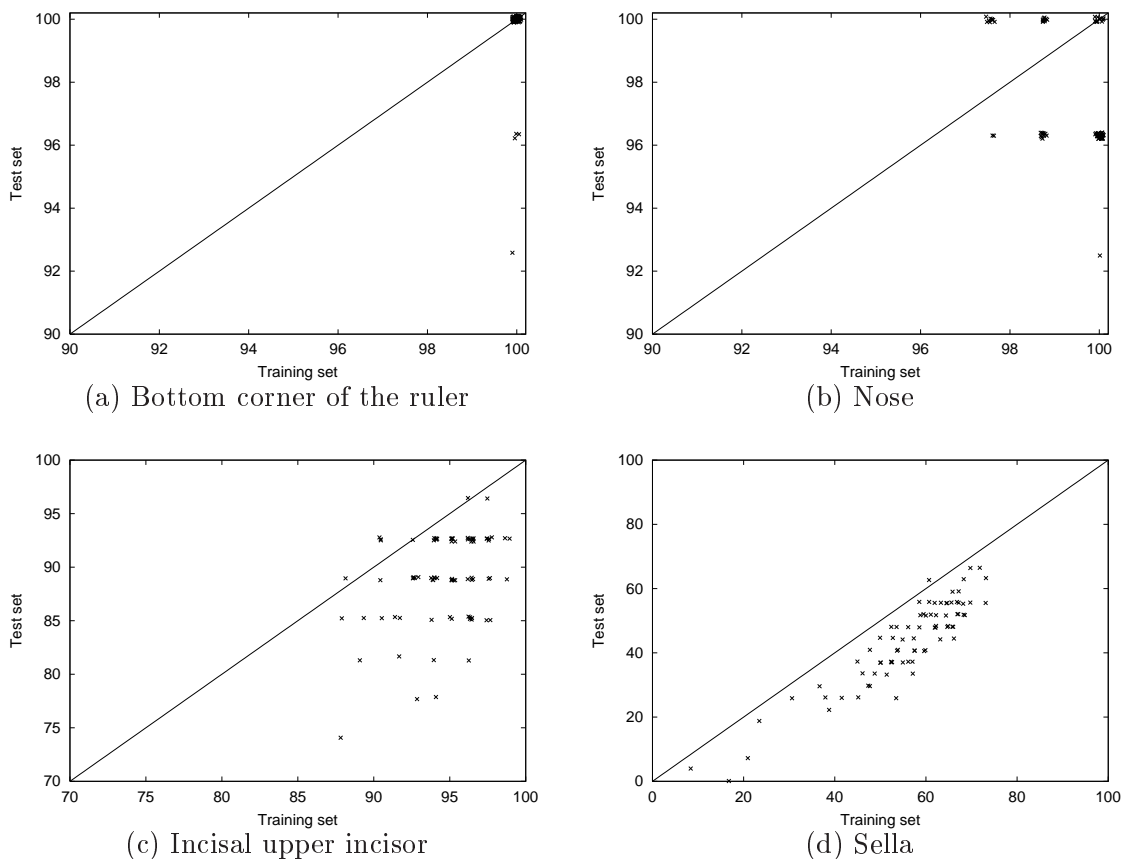 100
98
96
94
92
90
Test set
90 92 94 96 98 100
Training set
(a) Bottom corner of the ruler
100
98
96
94
92
90
Test set
90 92 94 96 98 100
Training set
(b) Nose
100
95
90
85
80
75
70
Test set
70 75 80 85 90 95 100
Training set
(c) Incisal upper incisor
100
80
60
40
20
0
Test set
0 20 40 60 80 100
Training set
(d) Sella